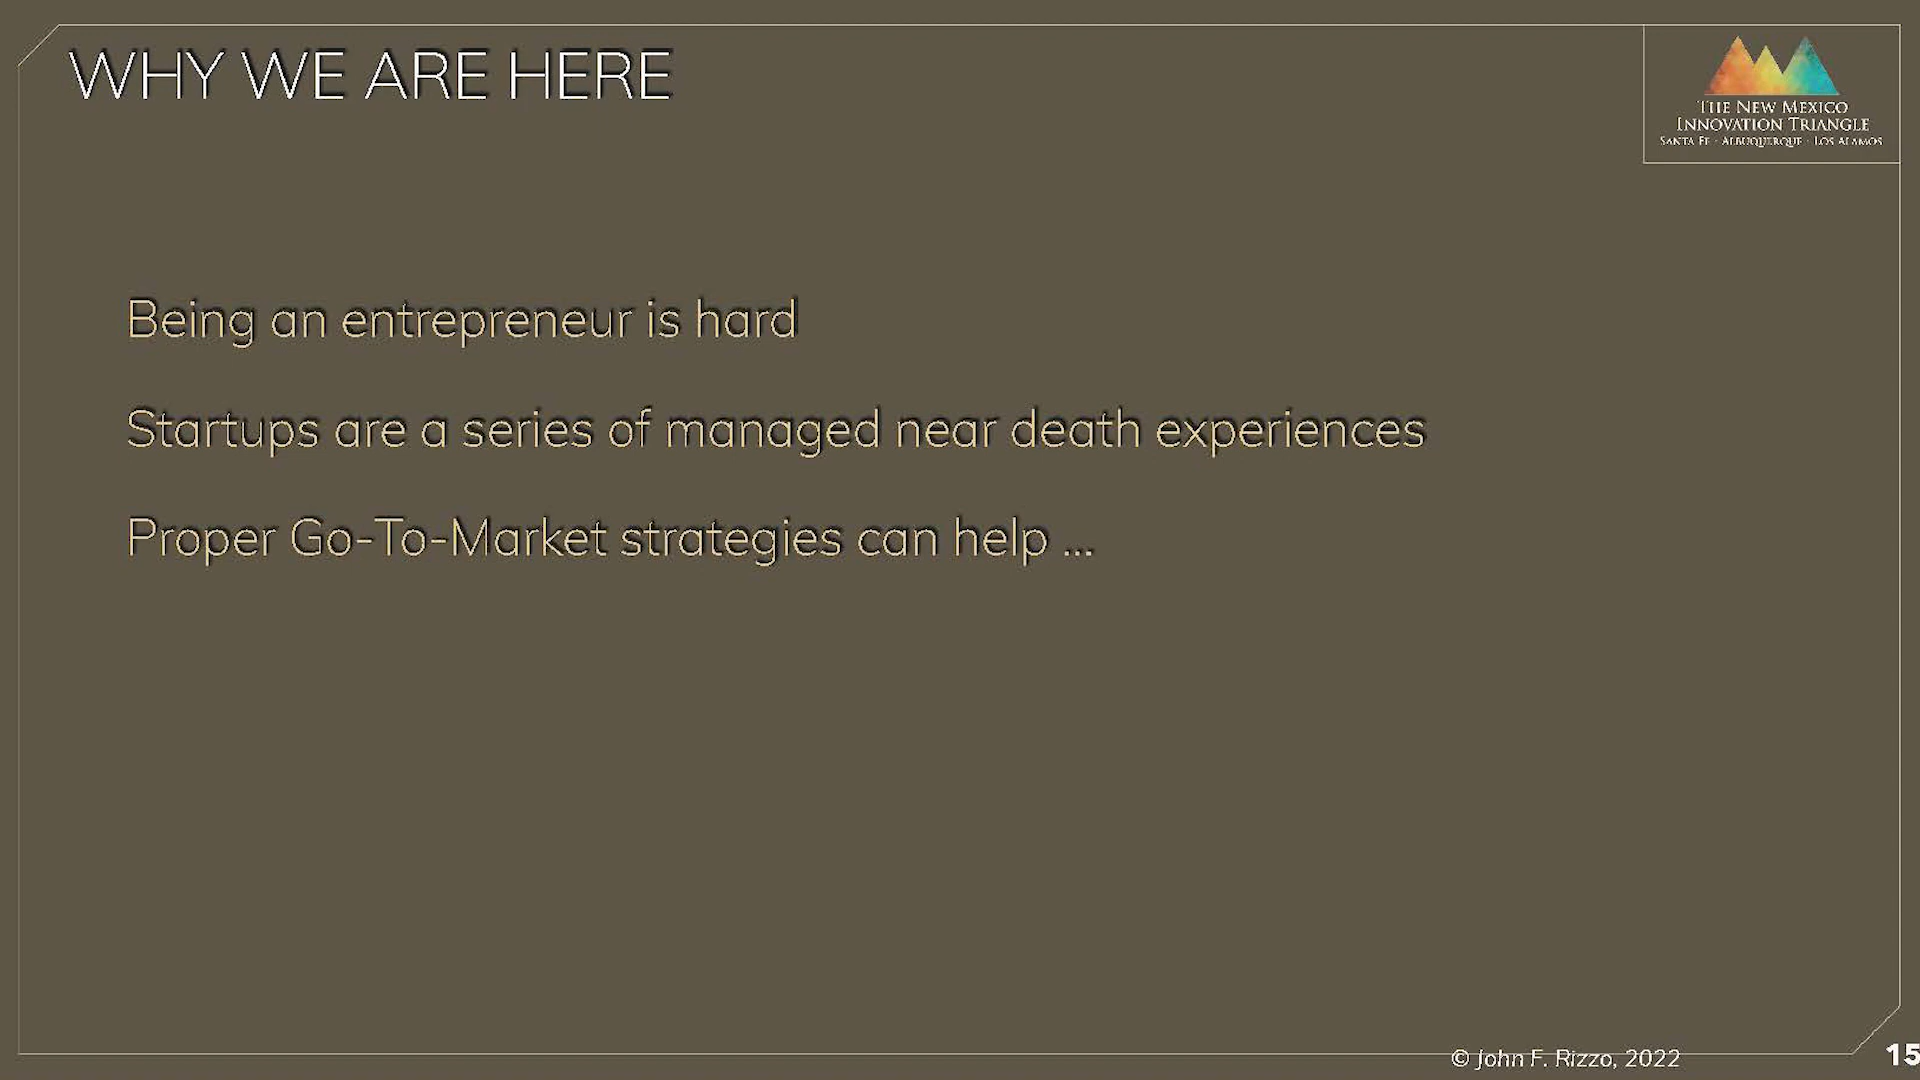 WHY WE ARE HERE
THE NEW MEXICO
INNOVATION TRIANGLE
SANTA FE · ALBUQUERQUE · LOS ALAMOS
Being an entrepreneur is hard
Startups are a series of managed near death experiences
Proper Go-To-Market strategies can help ...
© John F. Rizzo, 2022
15